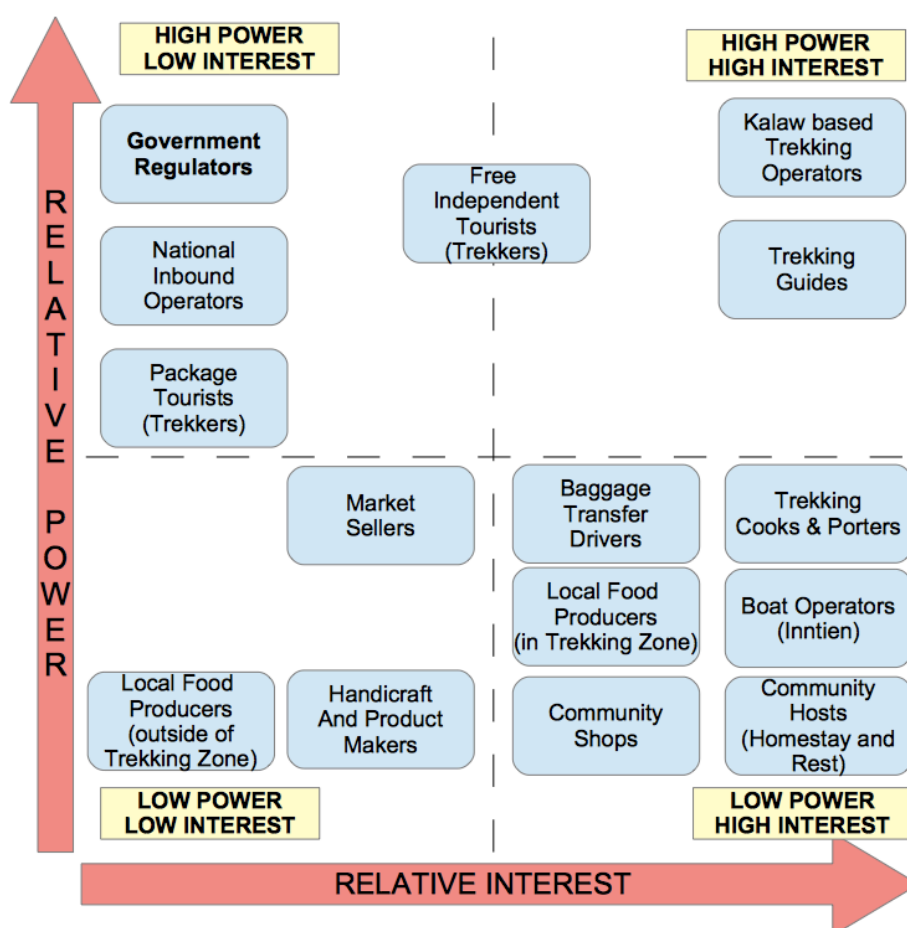 HIGH POWER
LOW INTEREST
HIGH POWER
HIGH INTEREST
Government
Regulators
Free
Independent
Tourists
(Trekkers)
Kalaw based
Trekking
Operators
National
Inbound
Operators
Trekking
Guides
Package
Tourists
(Trekkers)
RELATIVE POWER
Market
Sellers
Baggage
Transfer
Drivers
Trekking
Cooks & Porters
Local Food
Producers
(in Trekking Zone)
Boat Operators
(Inntien)
Local Food
Producers
(outside of
Trekking Zone)
Handicraft
And Product
Makers
Community
Shops
Community
Hosts
(Homestay and
Rest)
LOW POWER
LOW INTEREST
LOW POWER
HIGH INTEREST
RELATIVE INTEREST